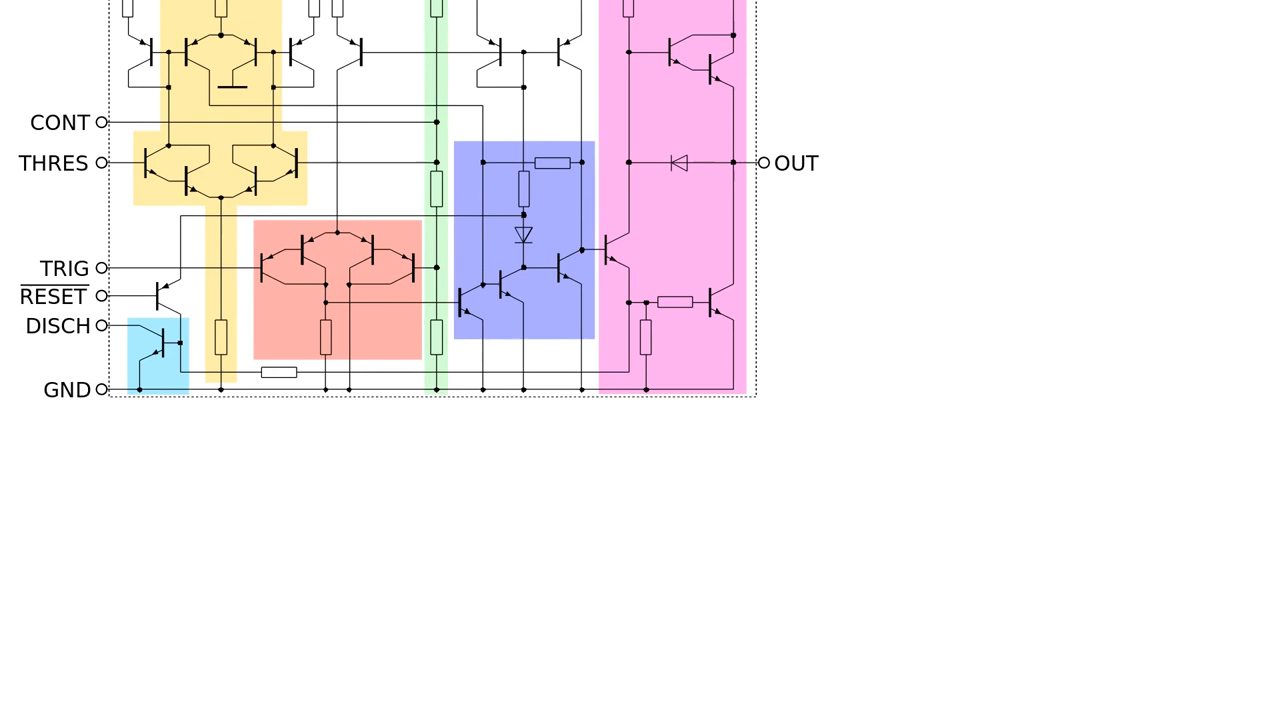 CONT
THRES
OUT
TRIG
RESET
DISCH
GND